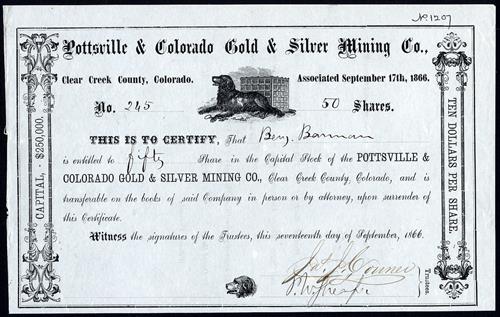 No. 1207
Pottsville & Colorado Gold & Silver Mining Co.,
Clear Creek County, Colorado. Associated September 17th, 1866.
No. 245 50 Shares.
CAPITAL, - $250,000.
TEN DOLLARS PER SHARE.
THIS IS TO CERTIFY, That Benj. Bannan
is entitled to fifty Share in the Capital Stock of the POTTSVILLE &
COLORADO GOLD & SILVER MINING CO., Clear Creek County, Colorado, and is
transferable on the books of said Company in person or by attorney, upon surrender of
this Certificate.
Witness the signatures of the Trustees, this seventeenth day of September, 1866.
Conner
Trustees.